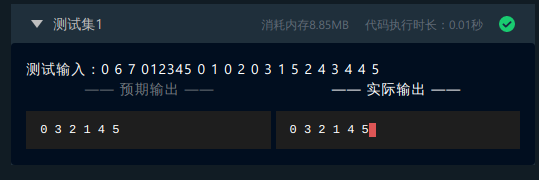 测试集1 消耗内存8.85MB 代码执行时长：0.01秒
测试输入：0 6 7 012345 0 1 0 2 0 3 1 5 2 4 3 4 4 5
—— 预期输出 —— —— 实际输出 ——
0 3 2 1 4 5 0 3 2 1 4 5